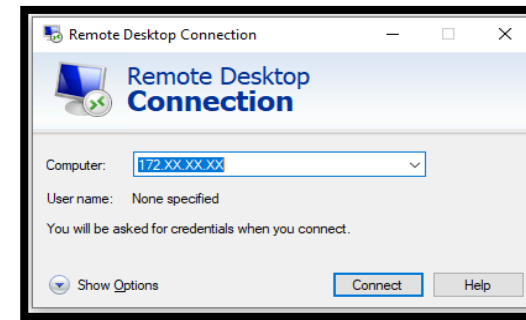 Remote Desktop Connection
Remote Desktop
Connection
Computer: 172.XX.XX.XX
User name: None specified
You will be asked for credentials when you connect.
Show Options Connect Help